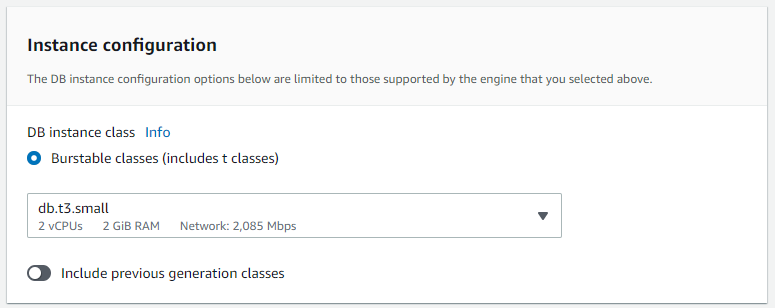 Instance configuration
The DB instance configuration options below are limited to those supported by the engine that you selected above.
DB instance class Info
Burstable classes (includes t classes)
db.t3.small
2 vCPUs 2 GiB RAM Network: 2,085 Mbps
Include previous generation classes